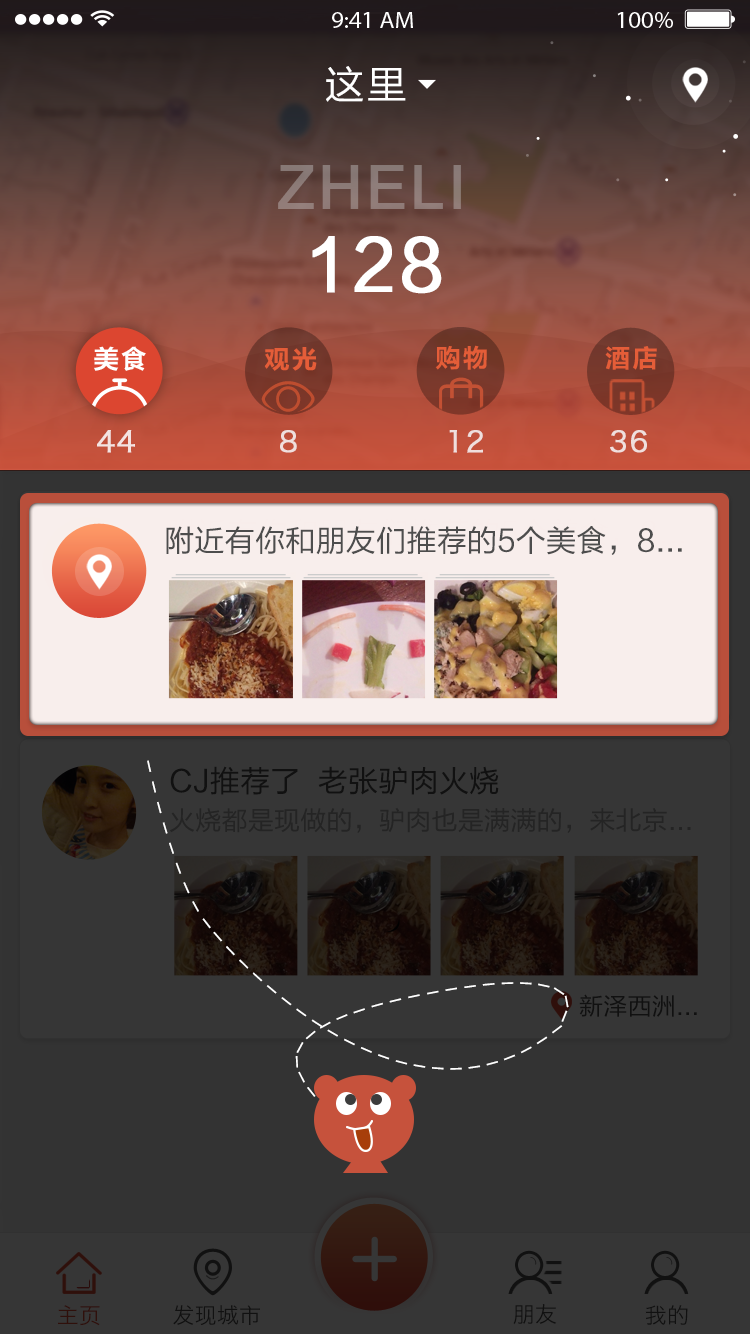 9:41 AM
100%
这里
ZHELI
128
美食
观光
购物
酒店
44
8
12
36
附近有你和朋友们推荐的5个美食，8...
CJ推荐了 老张驴肉火烧
火烧都是现做的，驴肉也是满满的，来北京...
新泽西洲...
主页
发现城市
朋友
我的